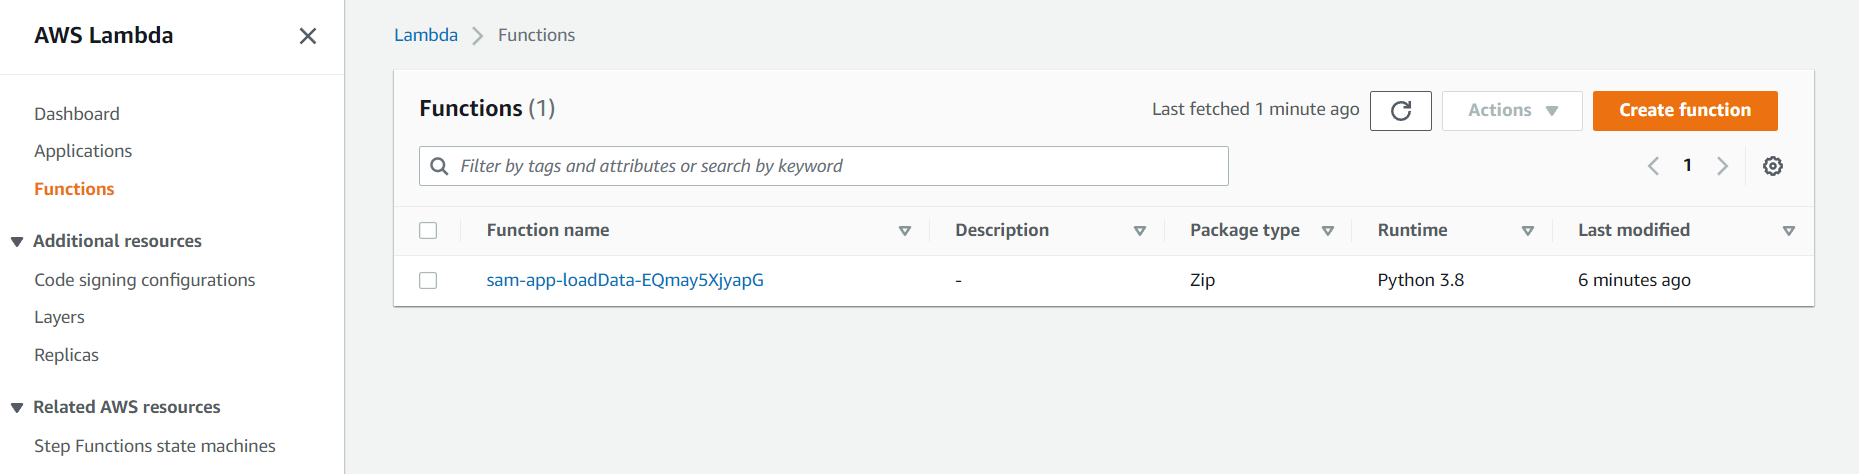 AWS Lambda
Dashboard
Applications
Functions
Additional resources
Code signing configurations
Layers
Replicas
Related AWS resources
Step Functions state machines
Lambda Functions
Functions (1)
Last fetched 1 minute ago
Actions
Create function
Filter by tags and attributes or search by keyword
1
Function name Description Package type Runtime Last modified
sam-app-loadData-EQmay5XjyapG - Zip Python 3.8 6 minutes ago